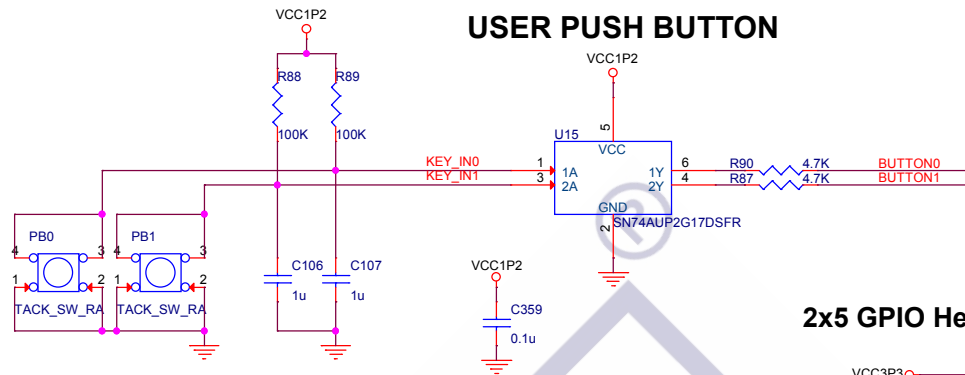 USER PUSH BUTTON
VCC1P2
VCC1P2
R88 R89
100K 100K
U15
5
VCC
KEY_IN0 1 1A 1Y 6 R90 4.7K BUTTON0
KEY_IN1 3 2A 2Y 4 R87 4.7K BUTTON1
GND
2
SN74AUP2G17DSFR
PB0 PB1
4 3 4 3
1 2 1 2
TACK_SW_RA TACK_SW_RA
C106 C107
1u 1u
VCC1P2
C359
0.1u
2x5 GPIO He
VCC3P3
®